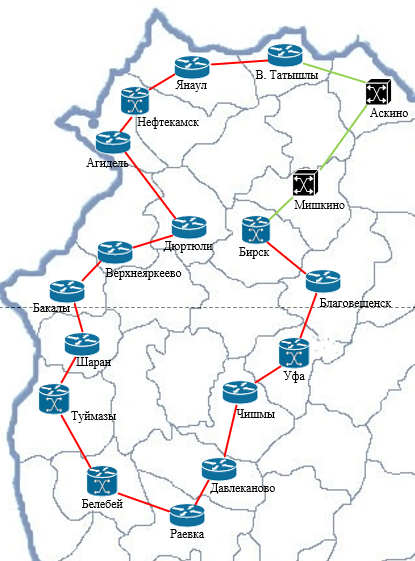 В. Татышлы
Янаул
Аскино
Нефтекамск
Агидель
Мишкино
Дюртюли
Бирск
Верхнеяркеево
Бакалы
Благовещенск
Шаран
Уфа
Чишмы
Туймазы
Давлеканово
Белебей
Раевка